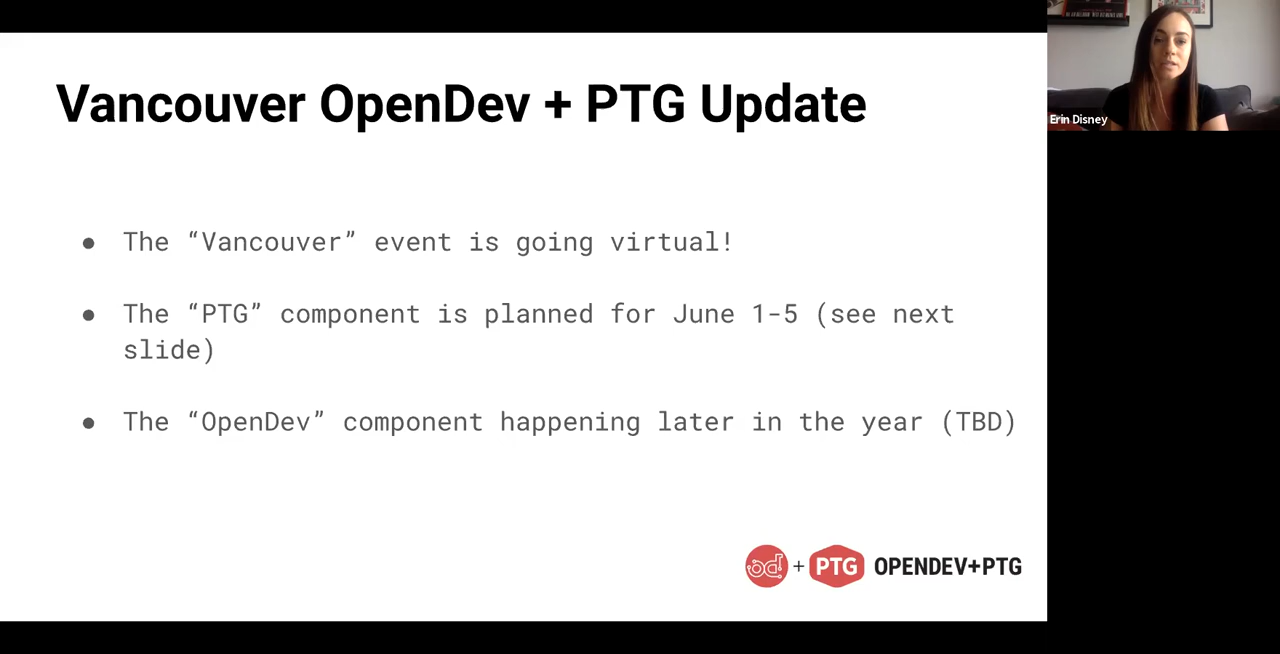 Vancouver OpenDev + PTG Update
● The “Vancouver” event is going virtual!
● The “PTG” component is planned for June 1-5 (see next
slide)
● The “OpenDev” component happening later in the year (TBD)
od + PTG OPENDEV+PTG
Erin Disney